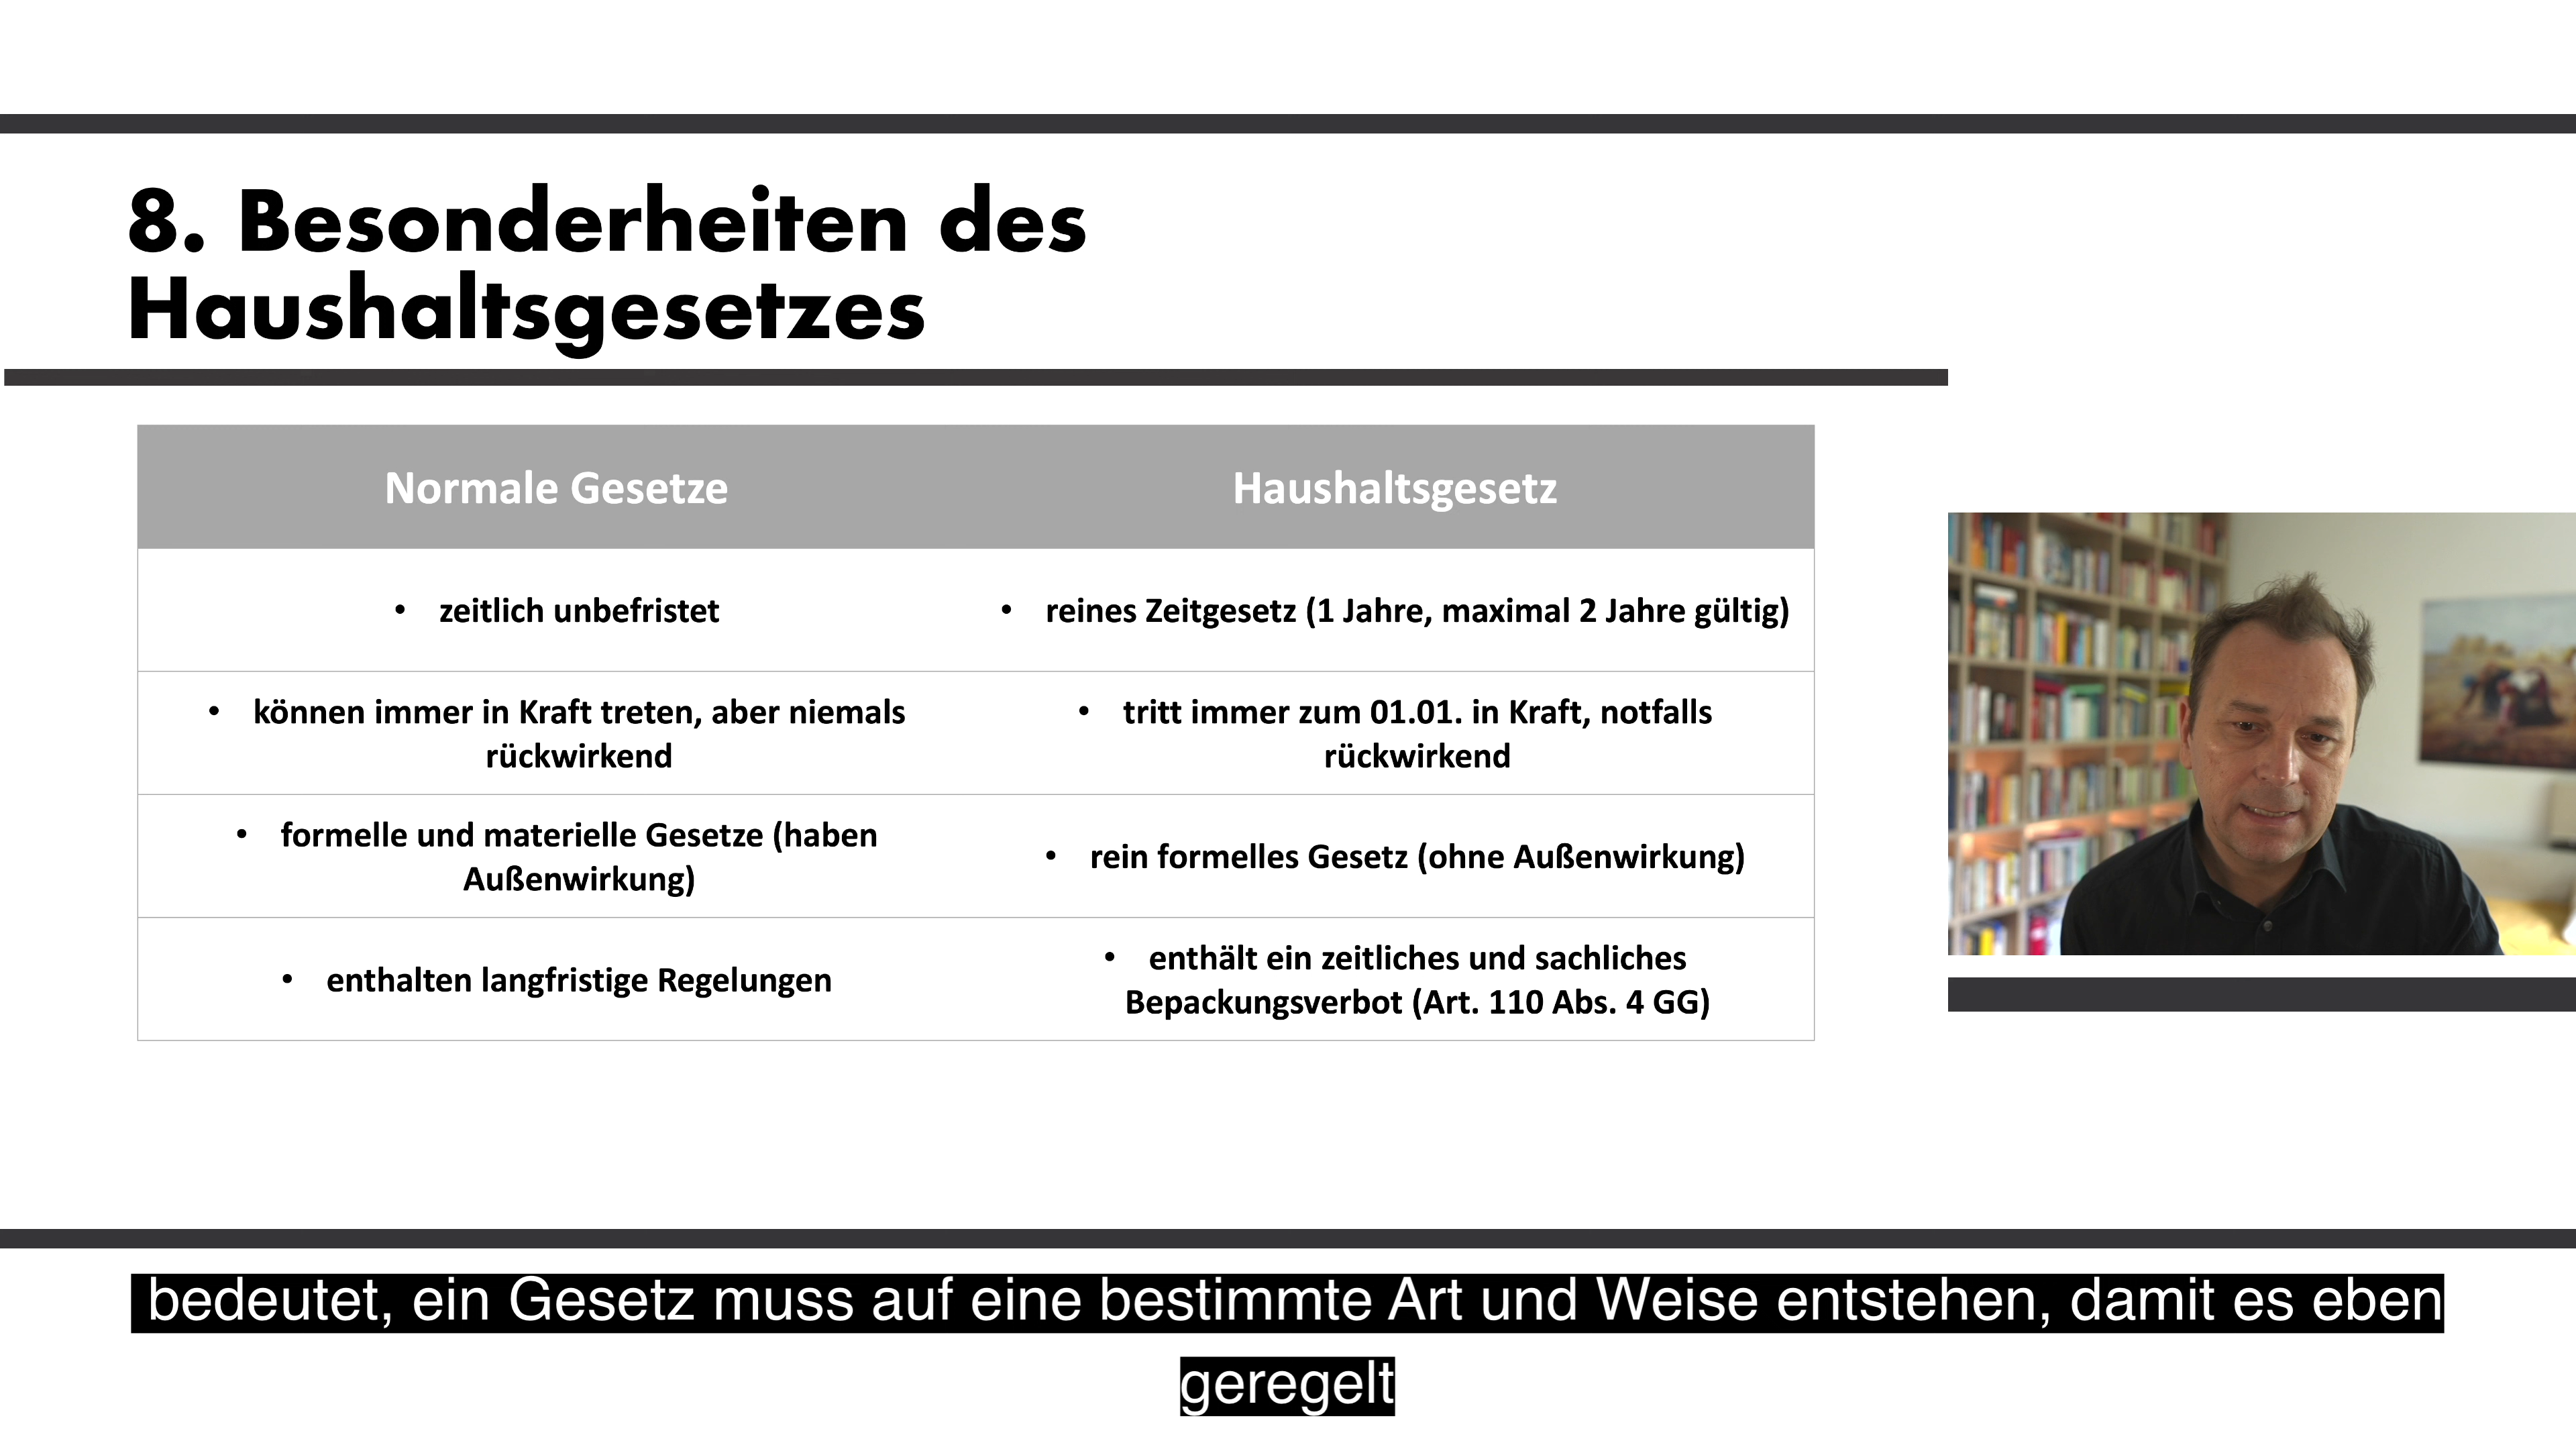 8. Besonderheiten des
Haushaltsgesetzes
Normale Gesetze
Haushaltsgesetz
• zeitlich unbefristet
• reines Zeitgesetz (1 Jahre, maximal 2 Jahre gültig)
• können immer in Kraft treten, aber niemals
rückwirkend
• tritt immer zum 01.01. in Kraft, notfalls
rückwirkend
• formelle und materielle Gesetze (haben
Außenwirkung)
• rein formelles Gesetz (ohne Außenwirkung)
• enthalten langfristige Regelungen
• enthält ein zeitliches und sachliches
Bepackungsverbot (Art. 110 Abs. 4 GG)
bedeutet, ein Gesetz muss auf eine bestimmte Art und Weise entstehen, damit es eben
geregelt